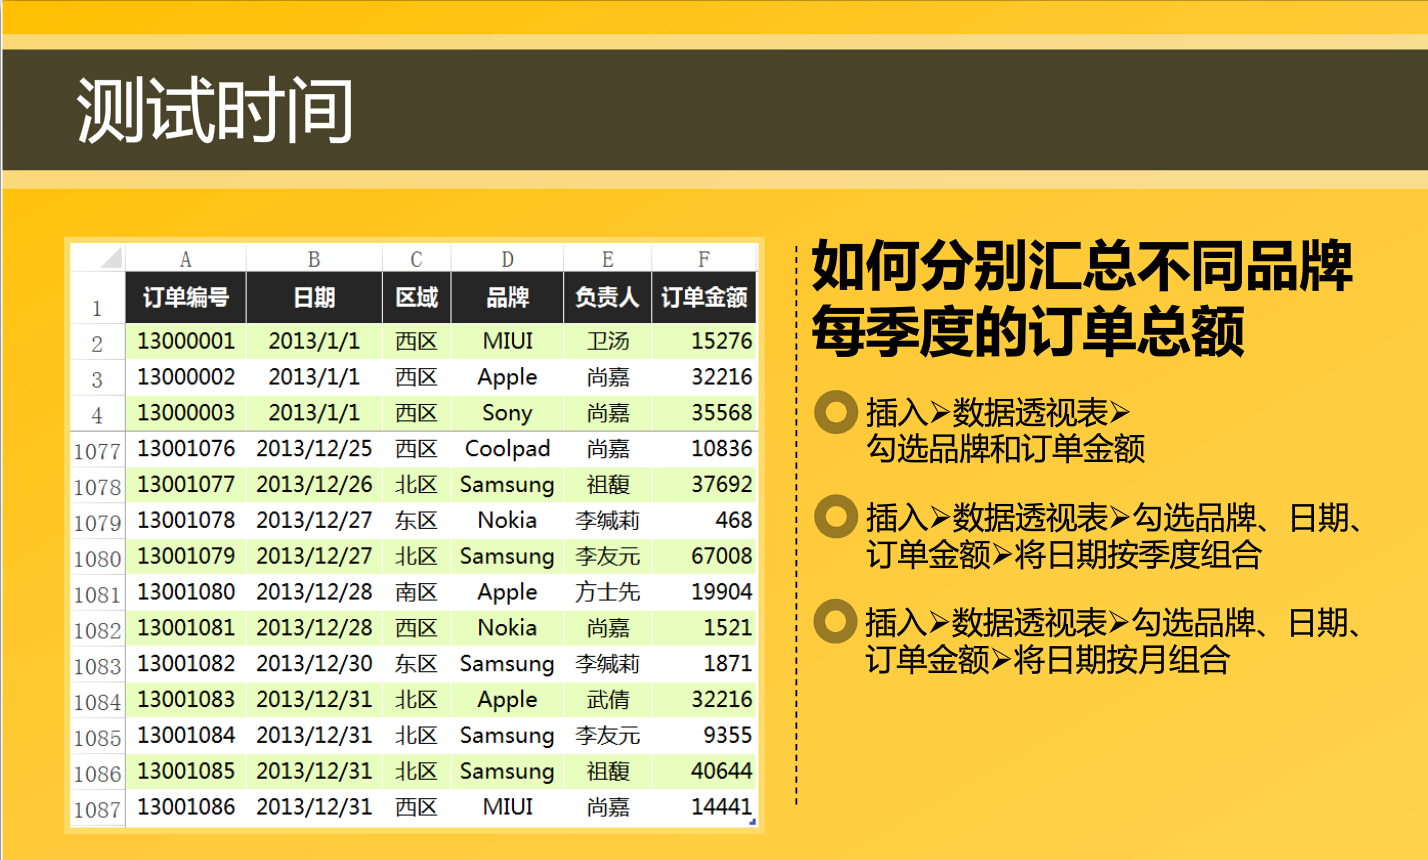 测试时间
A B C D E F
1 订单编号 日期 区域 品牌 负责人 订单金额
2 13000001 2013/1/1 西区 MIUI 卫汤 15276
3 13000002 2013/1/1 西区 Apple 尚嘉 32216
4 13000003 2013/1/1 西区 Sony 尚嘉 35568
1077 13001076 2013/12/25 西区 Coolpad 尚嘉 10836
1078 13001077 2013/12/26 北区 Samsung 祖馥 37692
1079 13001078 2013/12/27 东区 Nokia 李缄莉 468
1080 13001079 2013/12/27 北区 Samsung 李友元 67008
1081 13001080 2013/12/28 南区 Apple 方士先 19904
1082 13001081 2013/12/28 西区 Nokia 尚嘉 1521
1083 13001082 2013/12/30 东区 Samsung 李缄莉 1871
1084 13001083 2013/12/31 北区 Apple 武倩 32216
1085 13001084 2013/12/31 北区 Samsung 李友元 9355
1086 13001085 2013/12/31 北区 Samsung 祖馥 40644
1087 13001086 2013/12/31 西区 MIUI 尚嘉 14441
如何分别汇总不同品牌
每季度的订单总额
插入➢数据透视表➢
勾选品牌和订单金额
插入➢数据透视表➢勾选品牌、日期、
订单金额➢将日期按季度组合
插入➢数据透视表➢勾选品牌、日期、
订单金额➢将日期按月组合